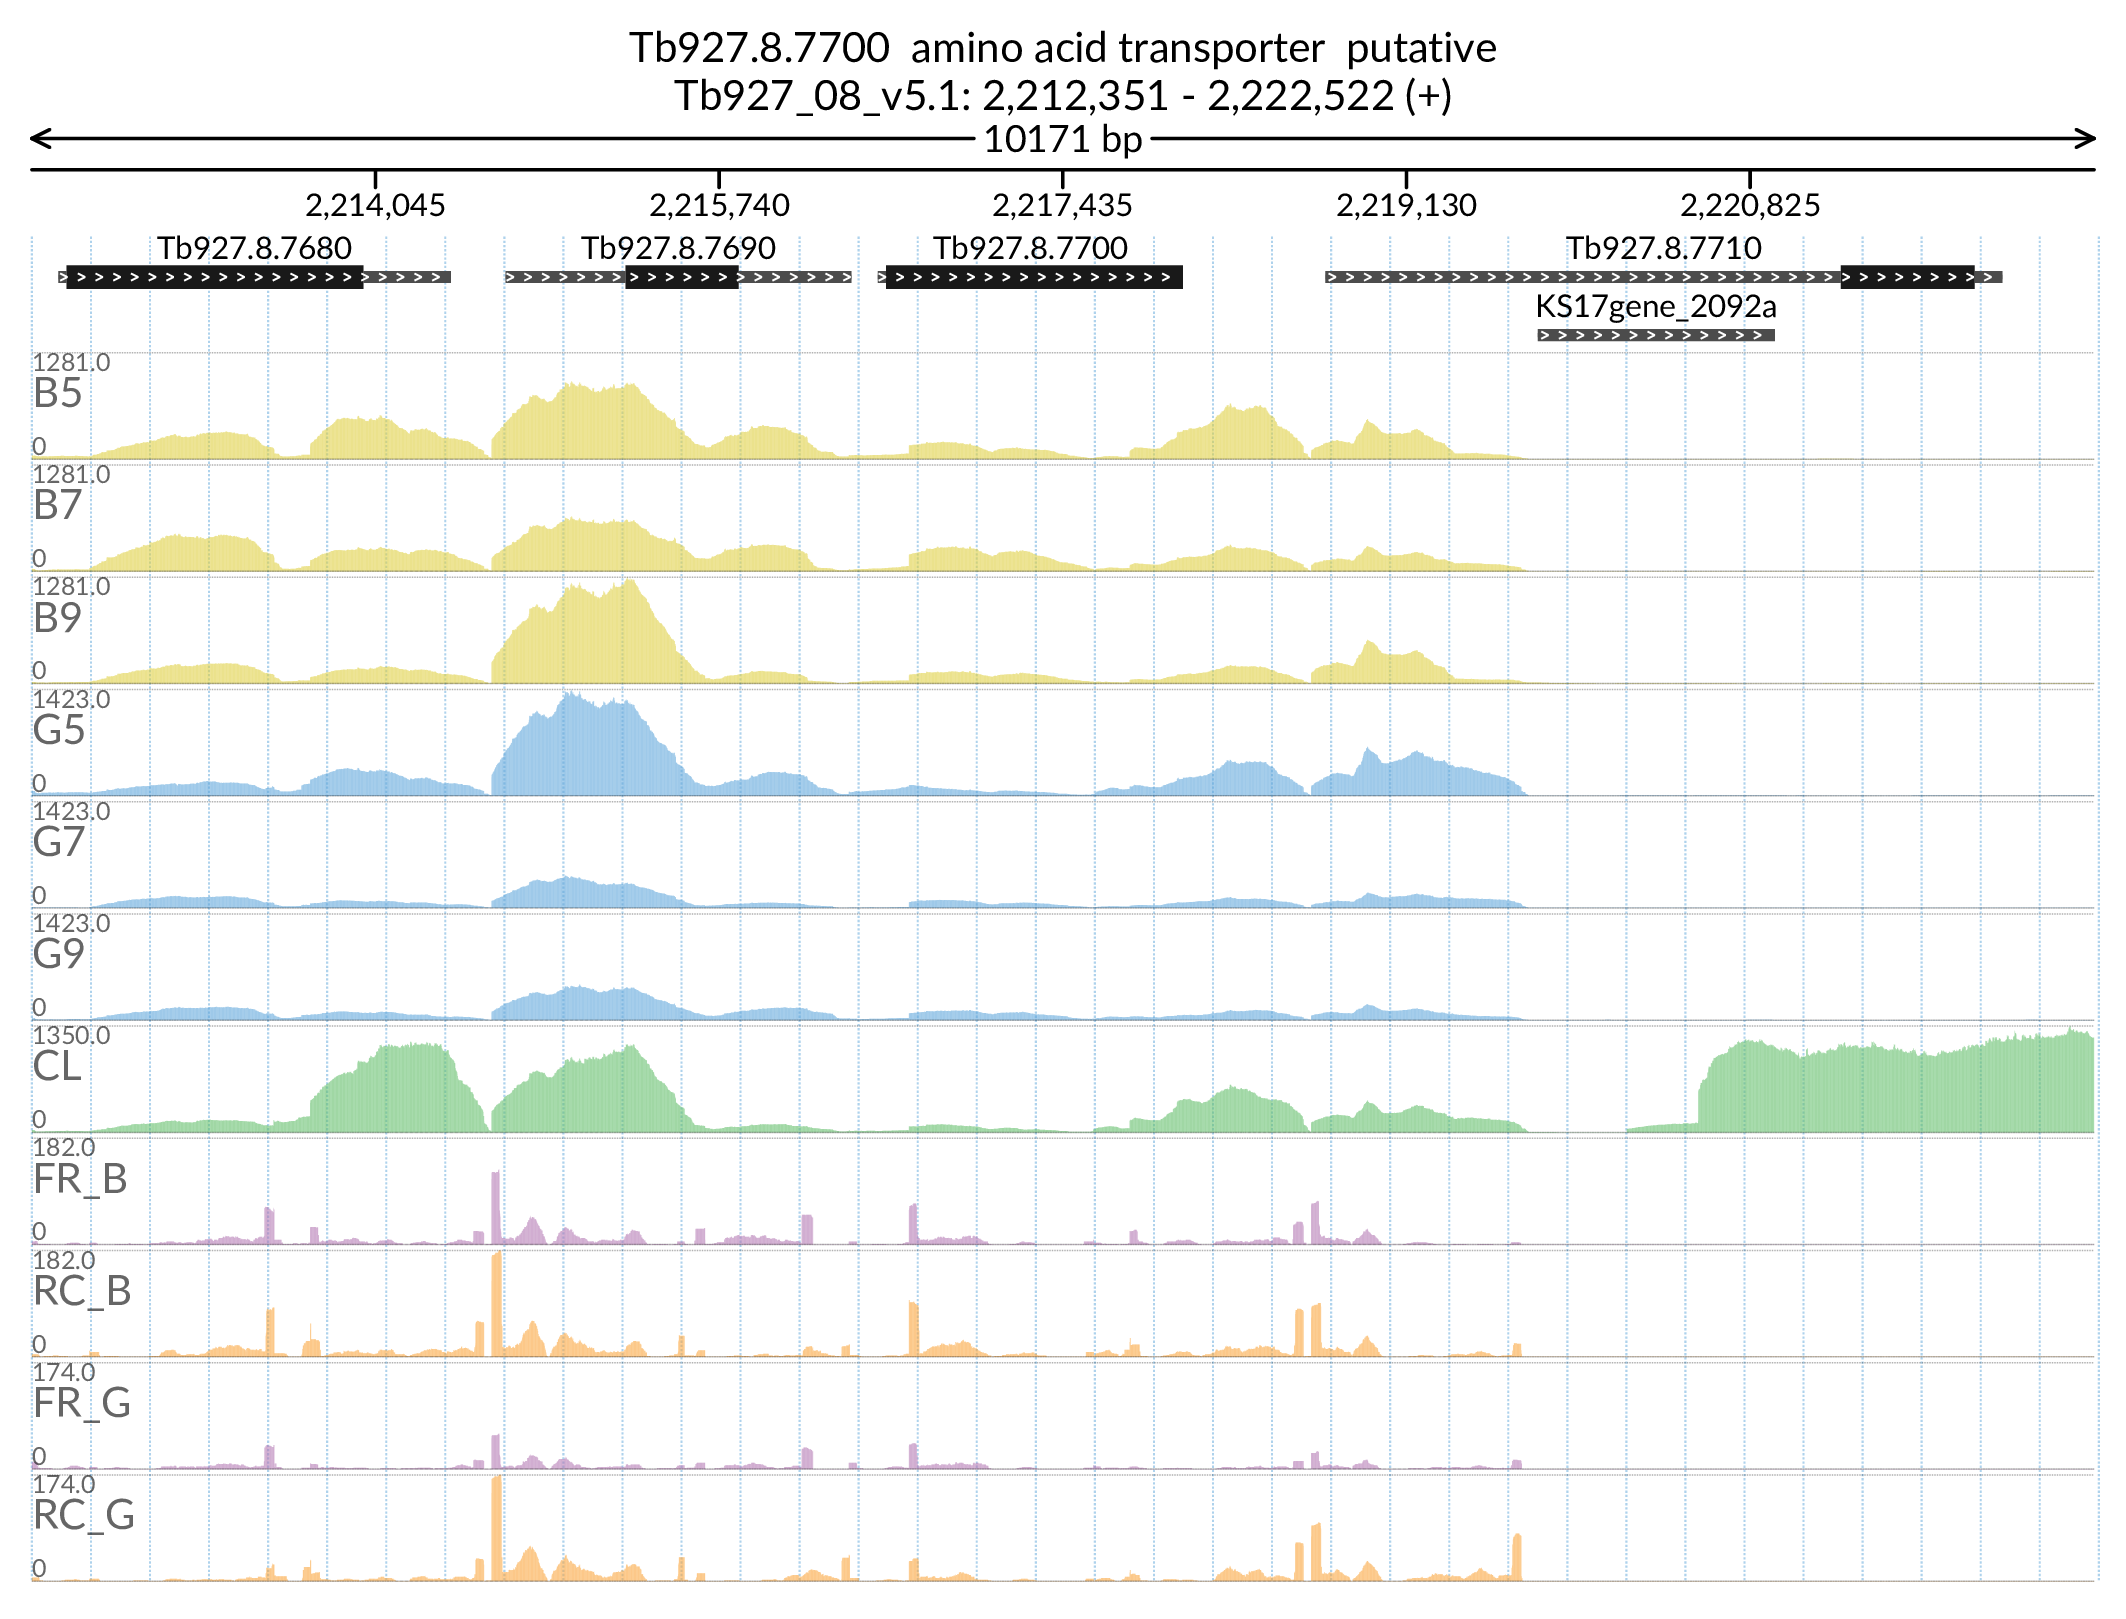 Tb927.8.7700 amino acid transporter putative
Tb927_08_v5.1: 2,212,351 - 2,222,522 (+)
10171 bp
2,214,045 2,215,740 2,217,435 2,219,130 2,220,825
Tb927.8.7680 Tb927.8.7690 Tb927.8.7700 Tb927.8.7710
KS17gene_2092a
1281.0
B5
0
1281.0
B7
0
1281.0
B9
0
1423.0
G5
0
1423.0
G7
0
1423.0
G9
0
1350.0
CL
0
182.0
FR_B
0
182.0
RC_B
0
174.0
FR_G
0
174.0
RC_G
0